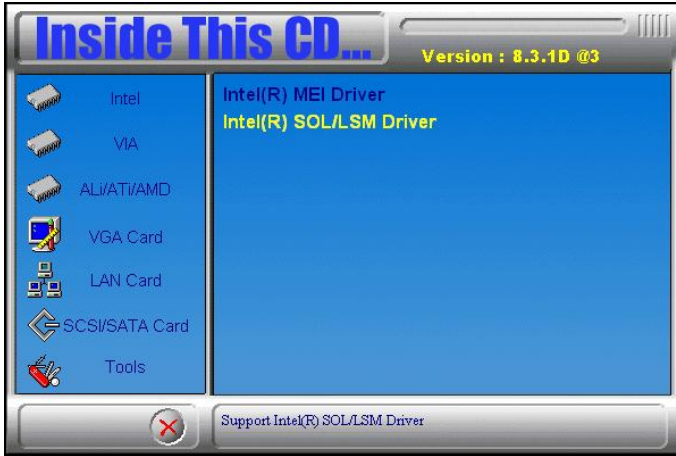 Inside This CD...
Version : 8.3.1D @3
Intel
VIA
ALi/ATi/AMD
VGA Card
LAN Card
SCSI/SATA Card
Tools
Intel(R) MEI Driver
Intel(R) SOL/LSM Driver
Support Intel(R) SOL/LSM Driver